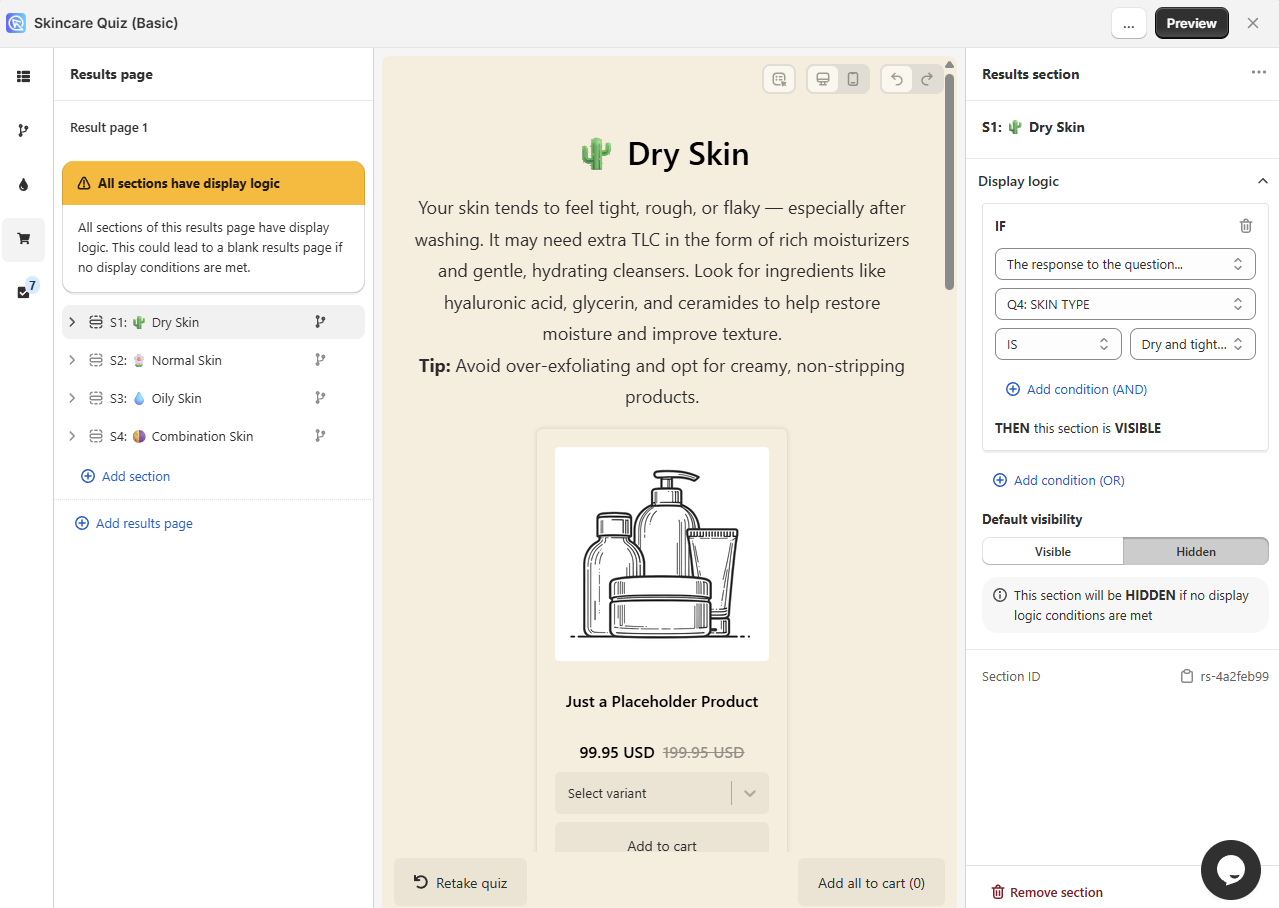 Skincare Quiz (Basic)
...
Preview
Results page
Result page 1
All sections have display logic
All sections of this results page have display
logic. This could lead to a blank results page if
no display conditions are met.
7
S1: 🌵 Dry Skin
S2: 🌸 Normal Skin
S3: 💧 Oily Skin
S4: Combination Skin
Add section
Add results page
🌵 Dry Skin
Your skin tends to feel tight, rough, or flaky — especially after
washing. It may need extra TLC in the form of rich moisturizers
and gentle, hydrating cleansers. Look for ingredients like
hyaluronic acid, glycerin, and ceramides to help restore
moisture and improve texture.
Tip: Avoid over-exfoliating and opt for creamy, non-stripping
products.
Just a Placeholder Product
99.95 USD 199.95 USD
Select variant
Add to cart
Retake quiz
Add all to cart (0)
Results section
S1: 🌵 Dry Skin
Display logic
IF
The response to the question...
Q4: SKIN TYPE
IS
Dry and tight...
Add condition (AND)
THEN this section is VISIBLE
Add condition (OR)
Default visibility
Visible
Hidden
This section will be HIDDEN if no display
logic conditions are met
Section ID
rs-4a2feb99
Remove section